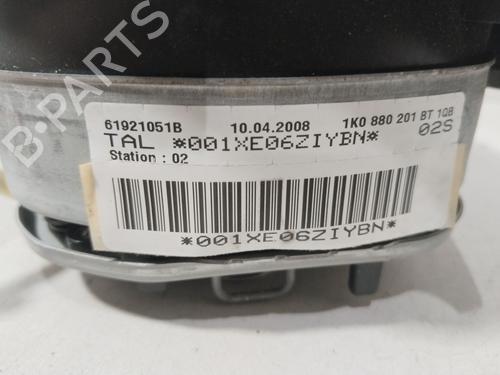 61921051B 10.04.2008 1K0 880 201 BT 1QB
TAL *001XE06ZIYBN* 02S
Station : 02
*001XE06ZIYBN*
B-PARTS